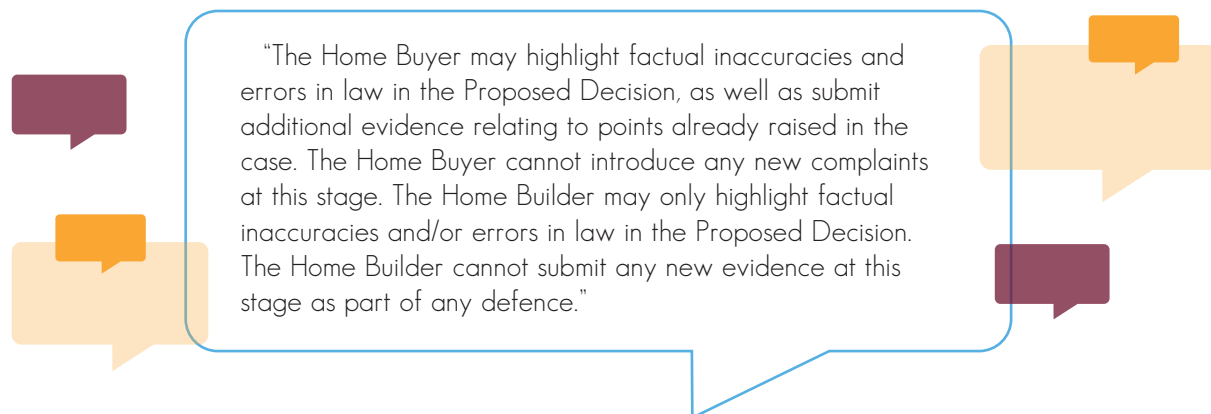 “The Home Buyer may highlight factual inaccuracies and
errors in law in the Proposed Decision, as well as submit
additional evidence relating to points already raised in the
case. The Home Buyer cannot introduce any new complaints
at this stage. The Home Builder may only highlight factual
inaccuracies and/or errors in law in the Proposed Decision.
The Home Builder cannot submit any new evidence at this
stage as part of any defence.”